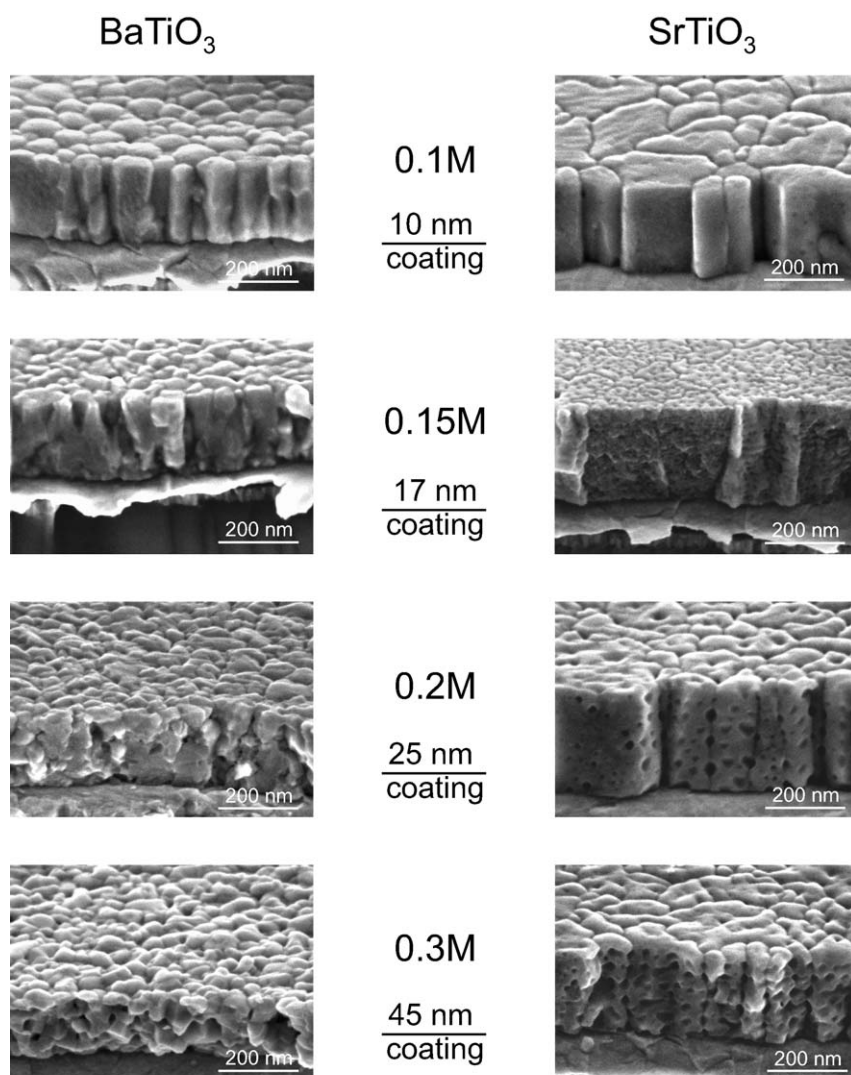 BaTiO₃
SrTiO₃
0.1M
10 nm
coating
200 nm
200 nm
0.15M
17 nm
coating
200 nm
200 nm
0.2M
25 nm
coating
200 nm
200 nm
0.3M
45 nm
coating
200 nm
200 nm